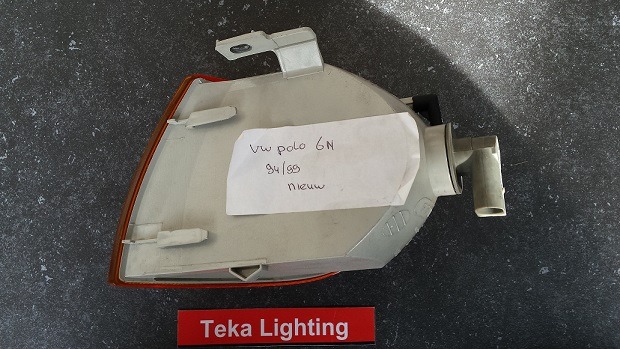 VW polo 6N
94/99
nieuw
Teka Lighting